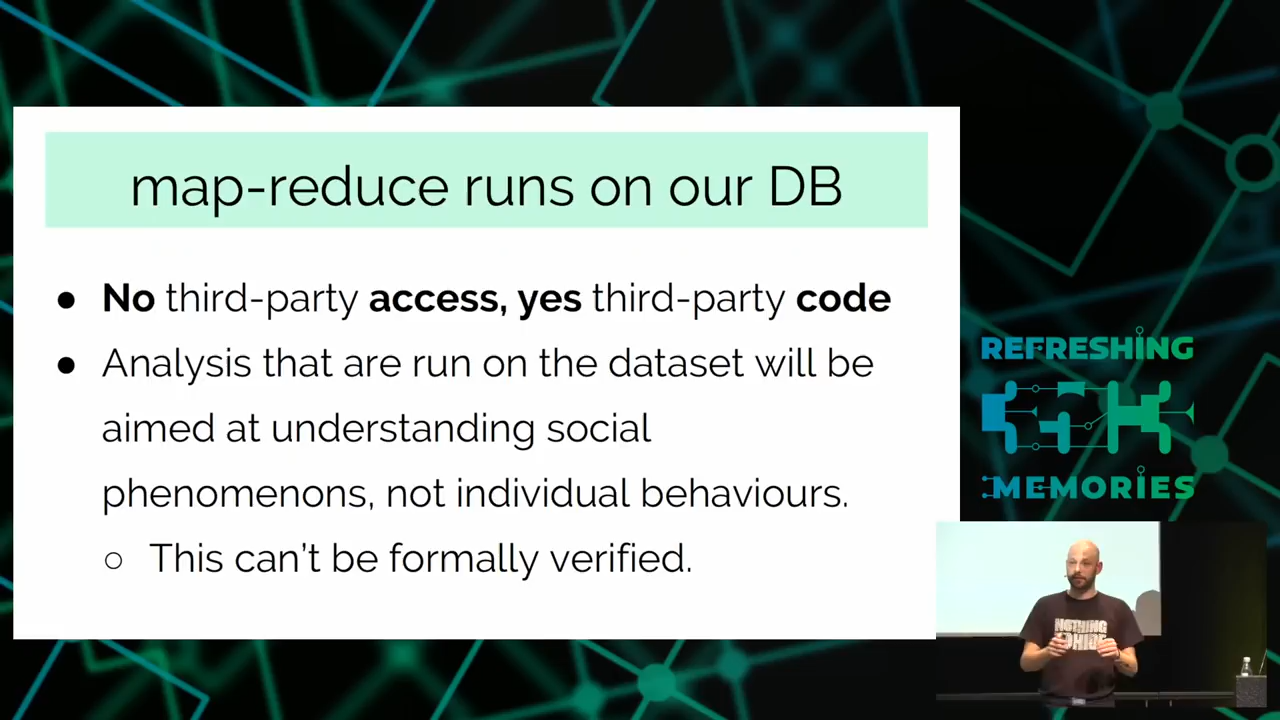 map-reduce runs on our DB
● No third-party access, yes third-party code
● Analysis that are run on the dataset will be
aimed at understanding social
phenomenons, not individual behaviours.
○ This can't be formally verified.
REFRESHING
MEMORIES
NOTHING